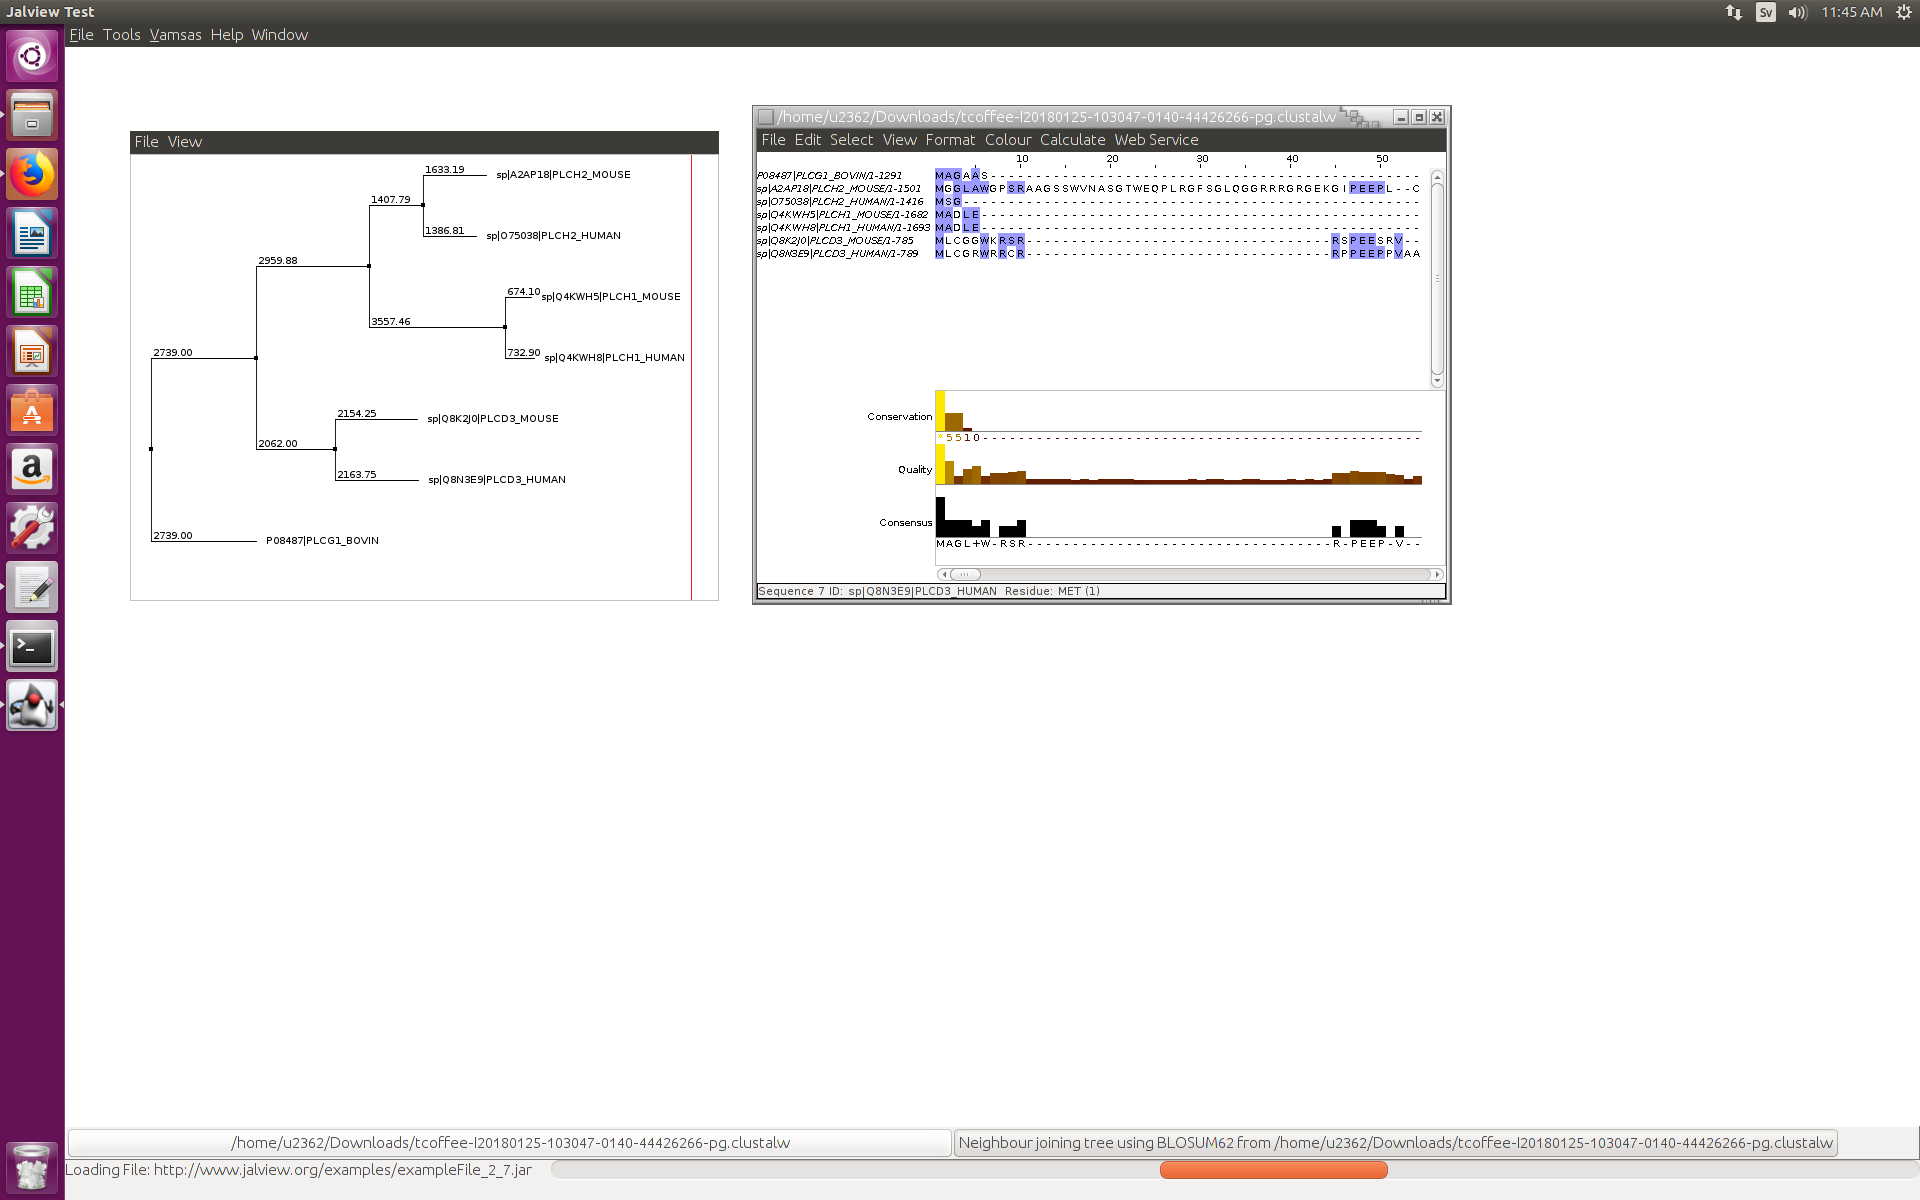 Jalview Test
Sv
11:45 AM
File Tools Vamsas Help Window
File View
1633.19
sp|A2AP18|PLCH2_MOUSE
1407.79
1386.81
sp|O75038|PLCH2_HUMAN
2959.88
674.10
sp|Q4KWH5|PLCH1_MOUSE
3557.46
732.90
sp|Q4KWH8|PLCH1_HUMAN
2739.00
2154.25
sp|Q8K2J0|PLCD3_MOUSE
2062.00
2163.75
sp|Q8N3E9|PLCD3_HUMAN
2739.00
P08487|PLCG1_BOVIN
/home/u2362/Downloads/tcoffee-I20180125-103047-0140-44426266-pg.clustalw
File Edit Select View Format Colour Calculate Web Service
10 20 30 40 50
P08487|PLCG1_BOVIN/1-1291 MAGAAS------------------------------------------------
sp|A2AP18|PLCH2_MOUSE/1-1501 MGGLAWGPSRAAGSSWVNASGTWEQPLRGFSGLQGGRRRGRGEKGIPEEPL--C
sp|O75038|PLCH2_HUMAN/1-1416 MSG---------------------------------------------------
sp|Q4KWH5|PLCH1_MOUSE/1-1682 MADLE-------------------------------------------------
sp|Q4KWH8|PLCH1_HUMAN/1-1693 MADLE-------------------------------------------------
sp|Q8K2J0|PLCD3_MOUSE/1-785 MLCGGWKRSR----------------------------------RSPEESRV--
sp|Q8N3E9|PLCD3_HUMAN/1-789 MLCGRWRRCR----------------------------------RPPEEPPVAA
Conservation
*5510-------------------------------------------------
Quality
Consensus
MAGL+W-RSR----------------------------------R-PEEP-V--
Sequence 7 ID: sp|Q8N3E9|PLCD3_HUMAN Residue: MET (1)
/home/u2362/Downloads/tcoffee-I20180125-103047-0140-44426266-pg.clustalw
Neighbour joining tree using BLOSUM62 from /home/u2362/Downloads/tcoffee-I20180125-103047-0140-44426266-pg.clustalw
Loading File: http://www.jalview.org/examples/exampleFile_2_7.jar